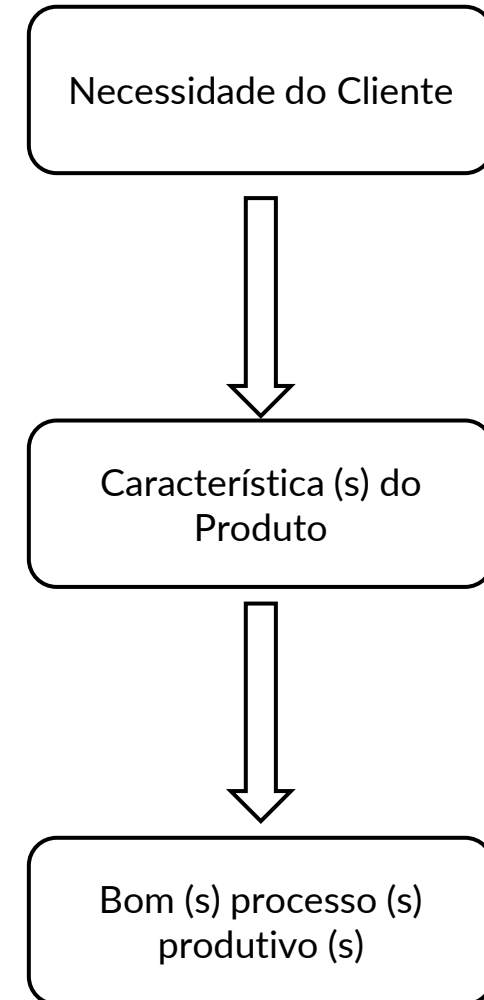 Necessidade do Cliente
Característica (s) do
Produto
Bom (s) processo (s)
produtivo (s)